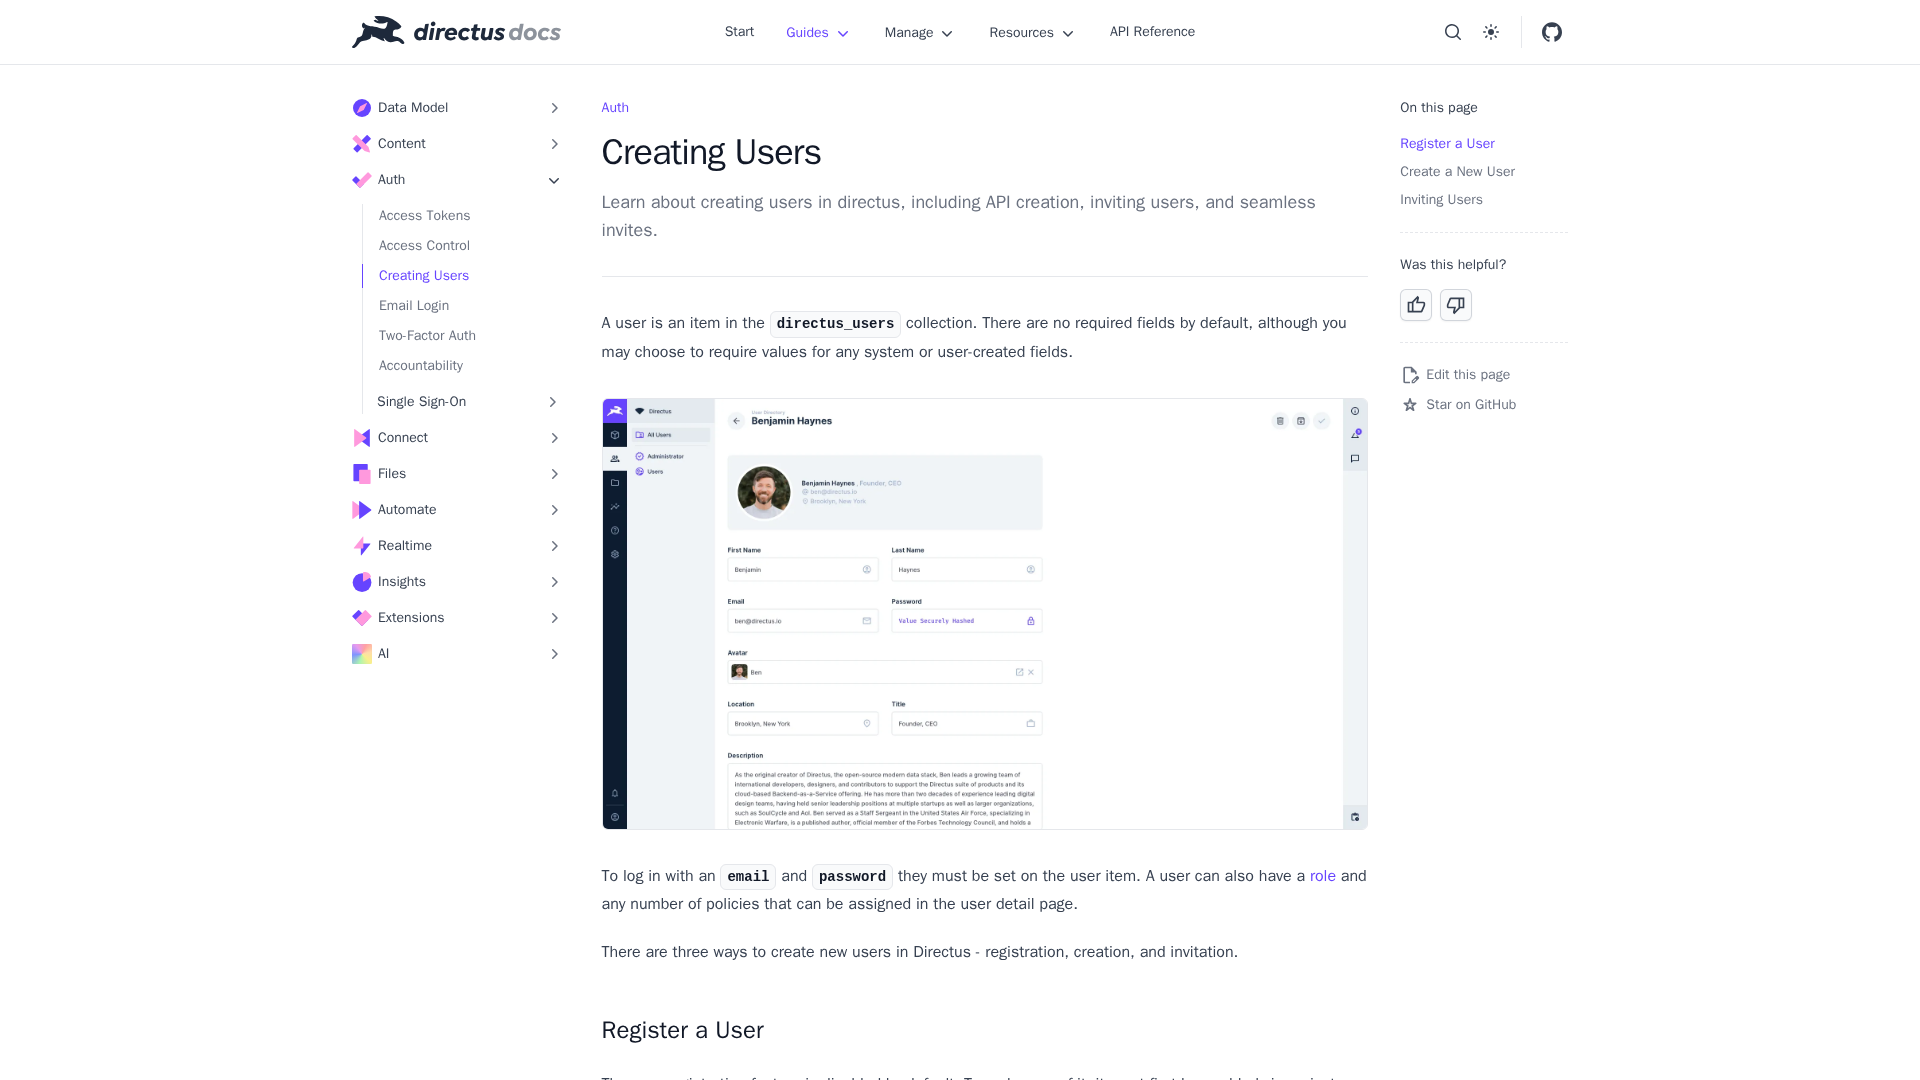 directus docs
Start
Guides
Manage
Resources
API Reference
Data Model
Content
Auth
Access Tokens
Access Control
Creating Users
Email Login
Two-Factor Auth
Accountability
Single Sign-On
Connect
Files
Automate
Realtime
Insights
Extensions
AI
Auth
Creating Users
Learn about creating users in directus, including API creation, inviting users, and seamless
invites.
A user is an item in the directus_users collection. There are no required fields by default, although you
may choose to require values for any system or user-created fields.
Directus
All Users
Administrator
Users
User Directory
Benjamin Haynes
Benjamin Haynes , Founder, CEO
ben@directus.io
Brooklyn, New York
First Name
Last Name
Benjamin
Haynes
Email
Password
ben@directus.io
Value Securely Hashed
Avatar
Ben
Location
Title
Brooklyn, New York
Founder, CEO
Description
As the original creator of Directus, the open-source modern data stack, Ben leads a growing team of
international developers, designers, and contributors to support the Directus suite of products and its
cloud-based Backend-as-a-Service offering. He has more than two decades of experience leading digital
design teams, having held senior leadership positions at multiple startups as well as larger organizations,
such as SoulCycle and Aol. Ben served as a Staff Sergeant in the United States Air Force, specializing in
Electronic Warfare, is a published author, official member of the Forbes Technology Council, and holds a
To log in with an email and password they must be set on the user item. A user can also have a role and
any number of policies that can be assigned in the user detail page.
There are three ways to create new users in Directus - registration, creation, and invitation.
Register a User
On this page
Register a User
Create a New User
Inviting Users
Was this helpful?
Edit this page
Star on GitHub